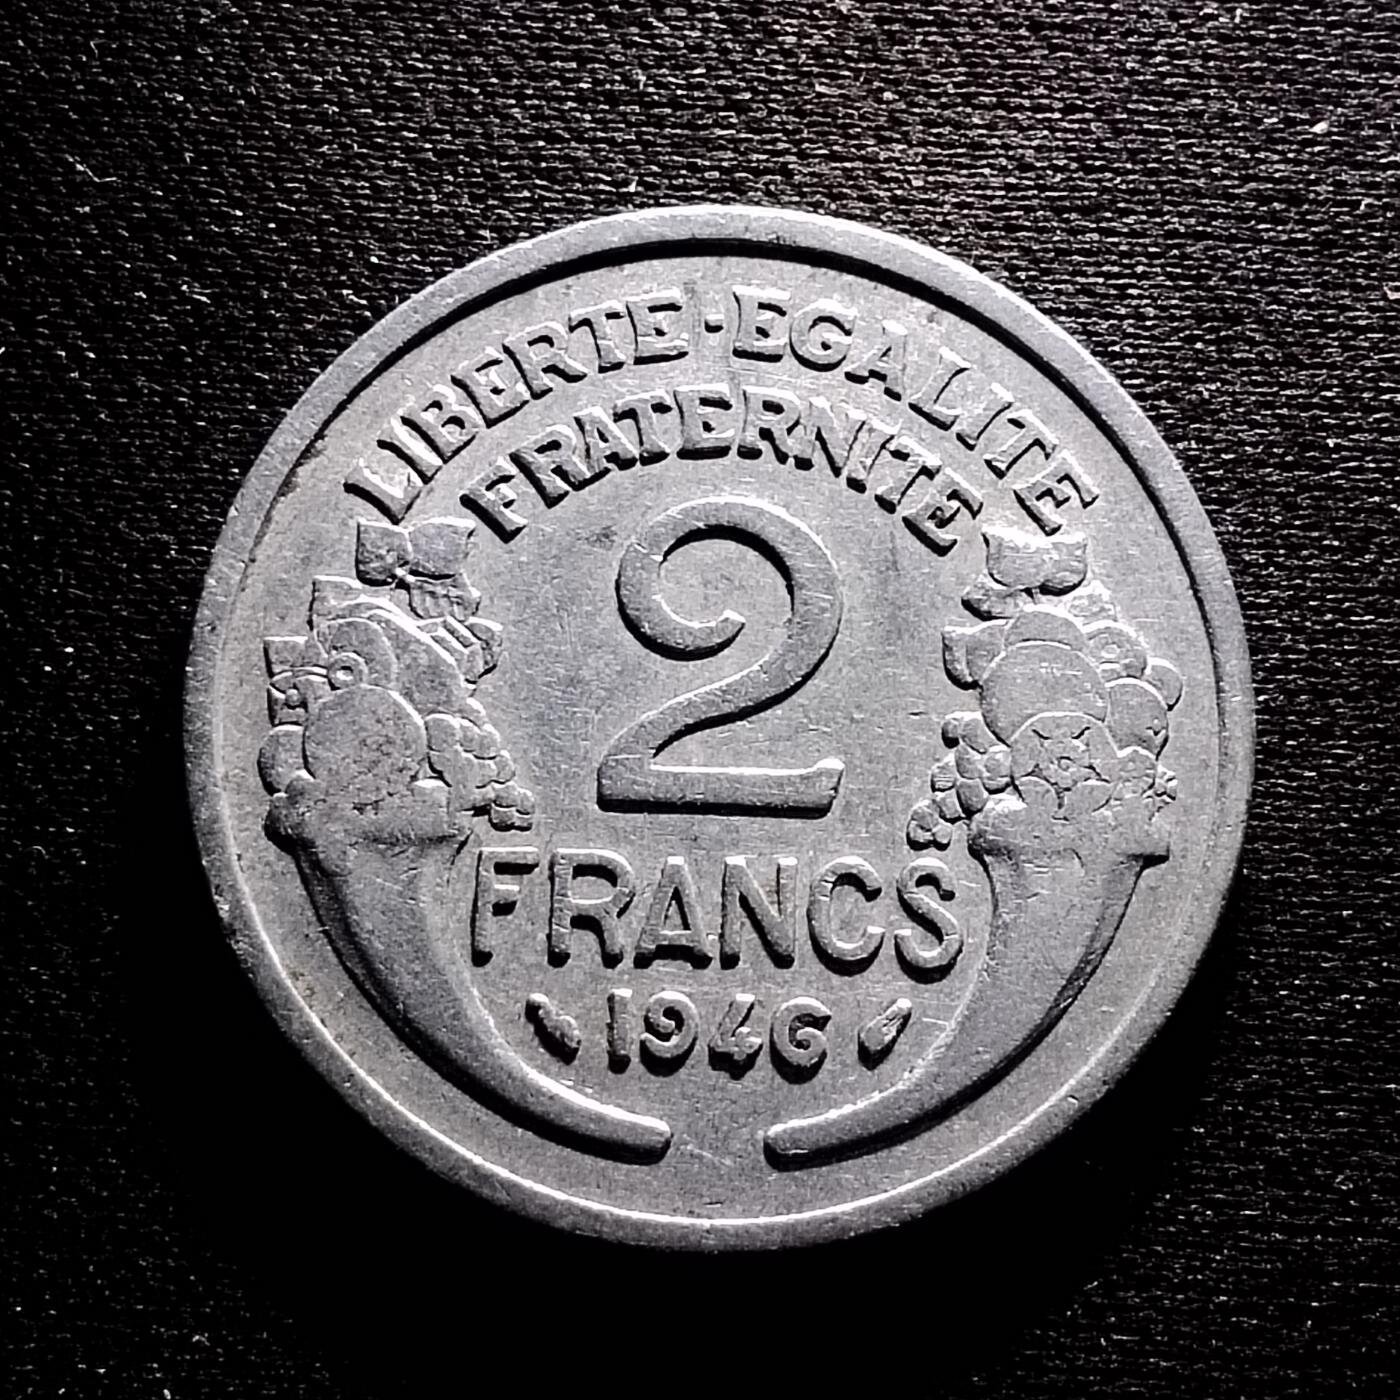 LIBERTE·EGALITE
FRATERNITE
2
FRANCS
1946